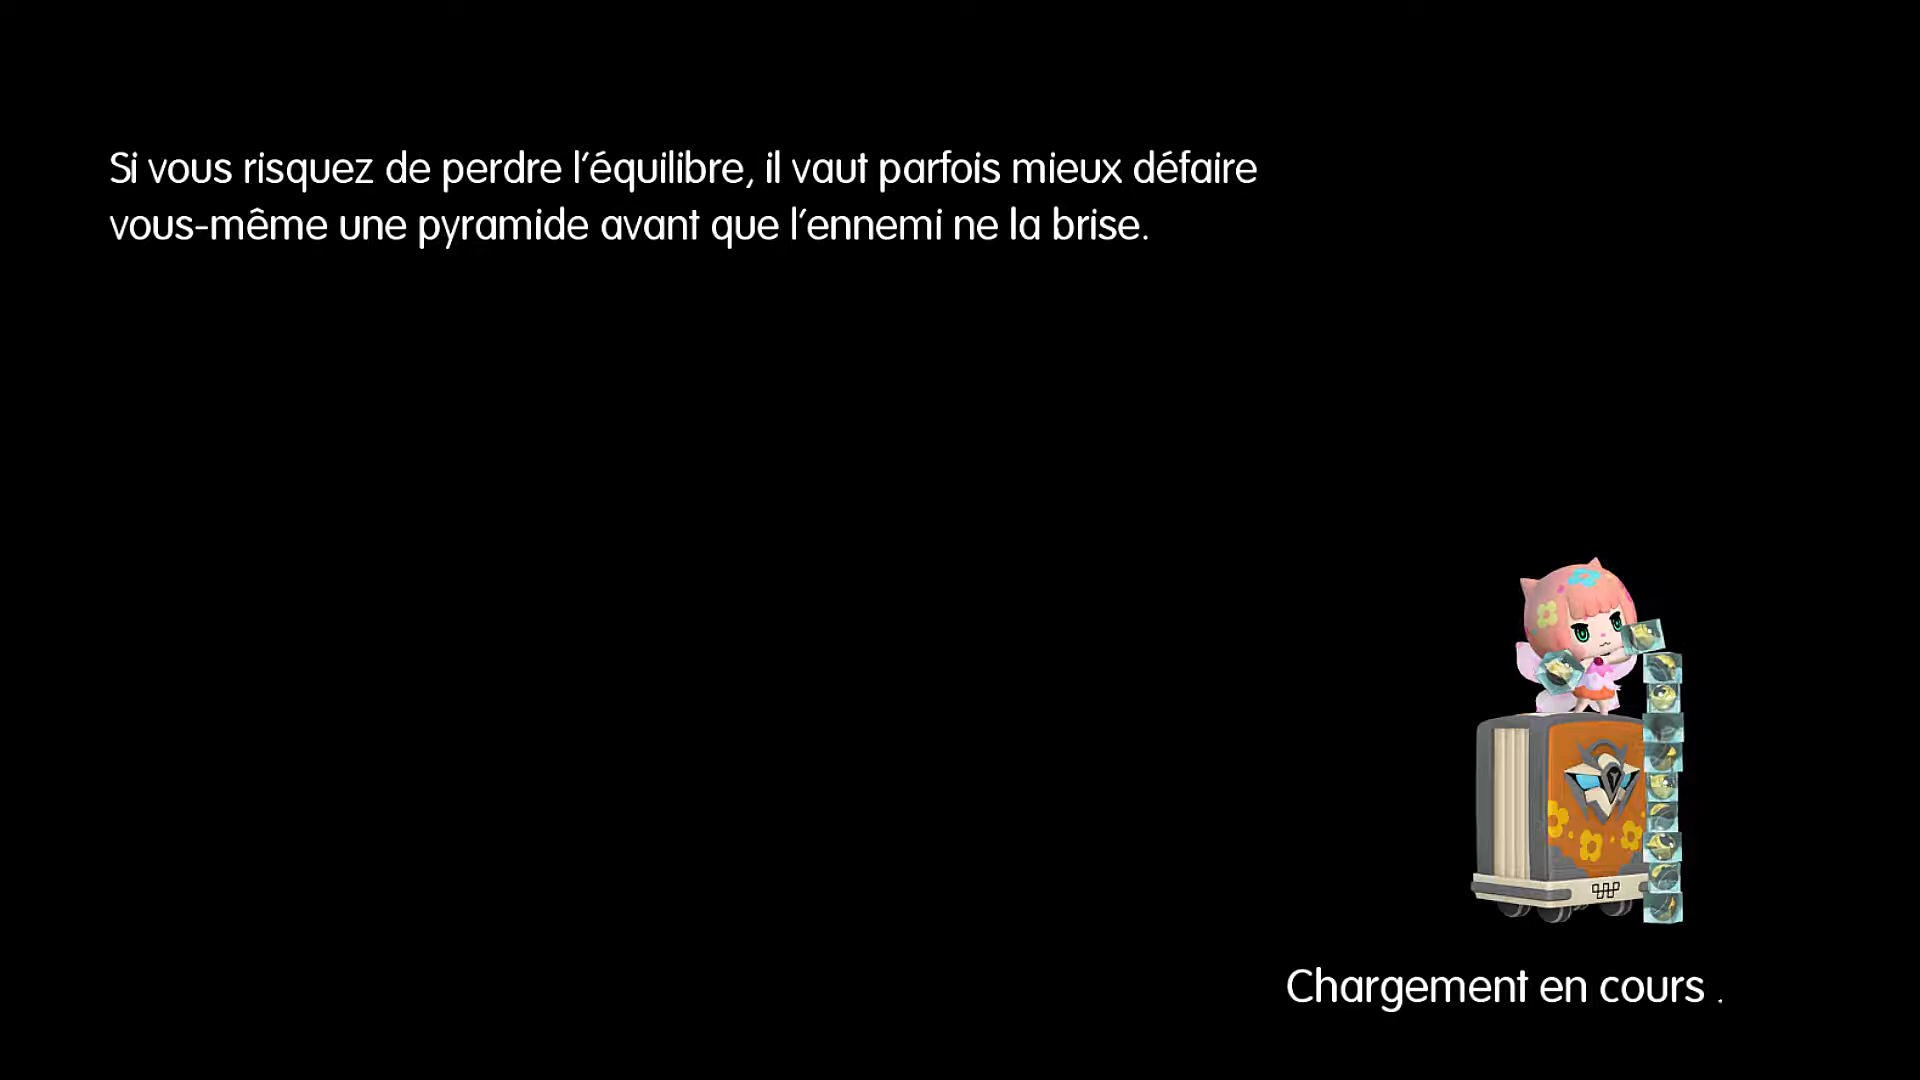 Si vous risquez de perdre l'équilibre, il vaut parfois mieux défaire
vous-même une pyramide avant que l'ennemi ne la brise.
Chargement en cours .